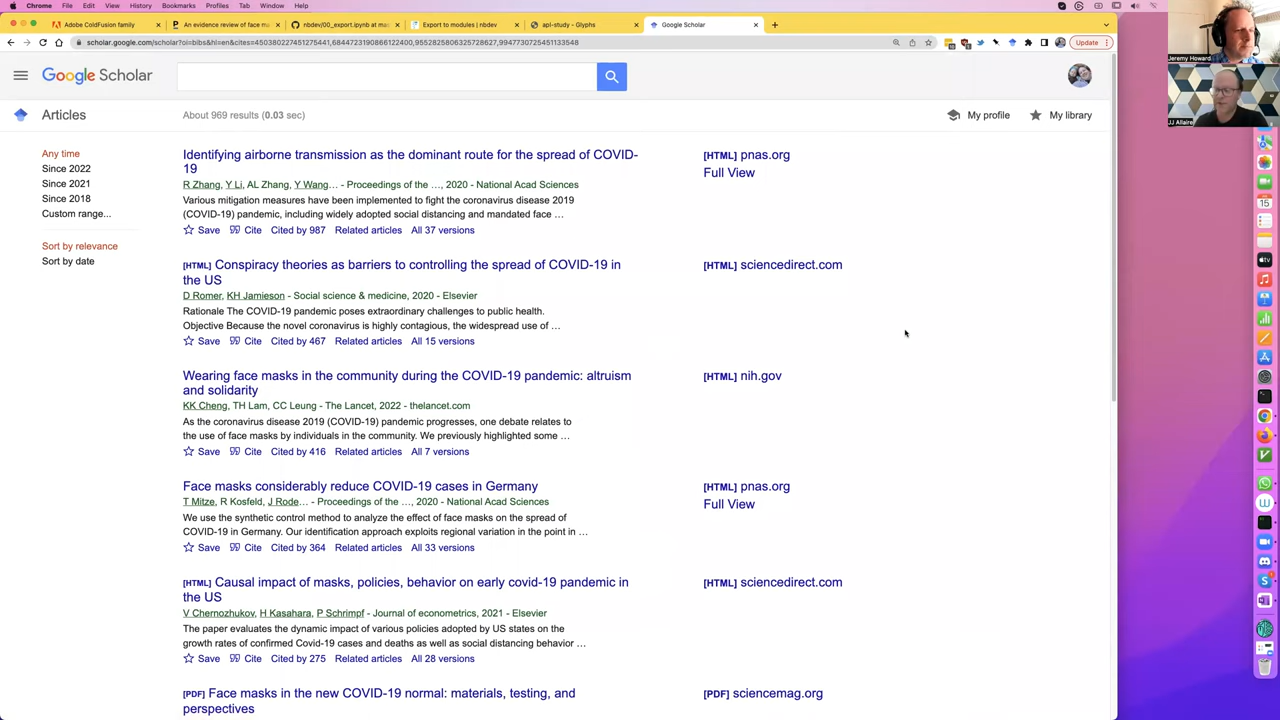 Chrome File Edit View History Bookmarks Profiles Tab Window Help
Adobe ColdFusion family
An evidence review of face ma
nbdev/00_export.ipynb at mas
Export to modules | nbdev
apl-study - Glyphs
Google Scholar
scholar.google.com/scholar?oi=bibs&hl=en&cites=450380227451275441,6844723190866122400,9552825806325728627,9947730725451133548
Update
Jeremy Howard
JJ Allaire
Google Scholar
Articles
About 969 results (0.03 sec)
My profile
My library
Any time
Since 2022
Since 2021
Since 2018
Custom range...
Sort by relevance
Sort by date
Identifying airborne transmission as the dominant route for the spread of COVID-
19
R Zhang, Y Li, AL Zhang, Y Wang… - Proceedings of the …, 2020 - National Acad Sciences
Various mitigation measures have been implemented to fight the coronavirus disease 2019
(COVID-19) pandemic, including widely adopted social distancing and mandated face …
Save Cite Cited by 987 Related articles All 37 versions
[HTML] pnas.org
Full View
[HTML] Conspiracy theories as barriers to controlling the spread of COVID-19 in
the US
D Romer, KH Jamieson - Social science & medicine, 2020 - Elsevier
Rationale The COVID-19 pandemic poses extraordinary challenges to public health.
Objective Because the novel coronavirus is highly contagious, the widespread use of …
Save Cite Cited by 467 Related articles All 15 versions
[HTML] sciencedirect.com
Wearing face masks in the community during the COVID-19 pandemic: altruism
and solidarity
KK Cheng, TH Lam, CC Leung - The Lancet, 2022 - thelancet.com
As the coronavirus disease 2019 (COVID-19) pandemic progresses, one debate relates to
the use of face masks by individuals in the community. We previously highlighted some …
Save Cite Cited by 416 Related articles All 7 versions
[HTML] nih.gov
Face masks considerably reduce COVID-19 cases in Germany
T Mitze, R Kosfeld, J Rode… - Proceedings of the …, 2020 - National Acad Sciences
We use the synthetic control method to analyze the effect of face masks on the spread of
COVID-19 in Germany. Our identification approach exploits regional variation in the point in …
Save Cite Cited by 364 Related articles All 33 versions
[HTML] pnas.org
Full View
[HTML] Causal impact of masks, policies, behavior on early covid-19 pandemic in
the US
V Chernozhukov, H Kasahara, P Schrimpf - Journal of econometrics, 2021 - Elsevier
The paper evaluates the dynamic impact of various policies adopted by US states on the
growth rates of confirmed Covid-19 cases and deaths as well as social distancing behavior …
Save Cite Cited by 275 Related articles All 28 versions
[HTML] sciencedirect.com
[PDF] Face masks in the new COVID-19 normal: materials, testing, and
perspectives
[PDF] sciencemag.org
15
tv